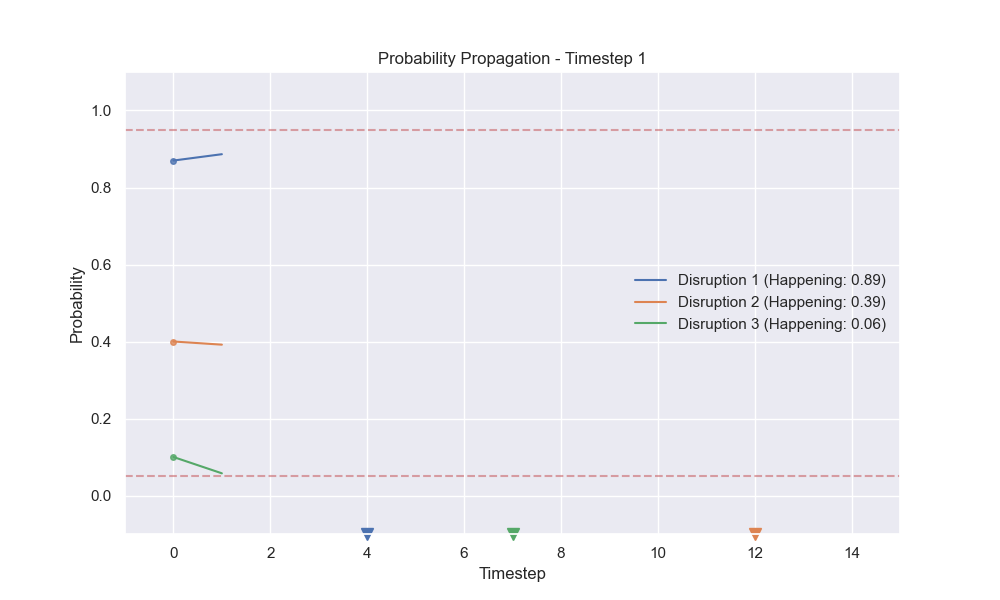 Probability Propagation - Timestep 1
1.0
0.8
0.6
0.4
0.2
0.0
Probability
Disruption 1 (Happening: 0.89)
Disruption 2 (Happening: 0.39)
Disruption 3 (Happening: 0.06)
0 2 4 6 8 10 12 14
Timestep